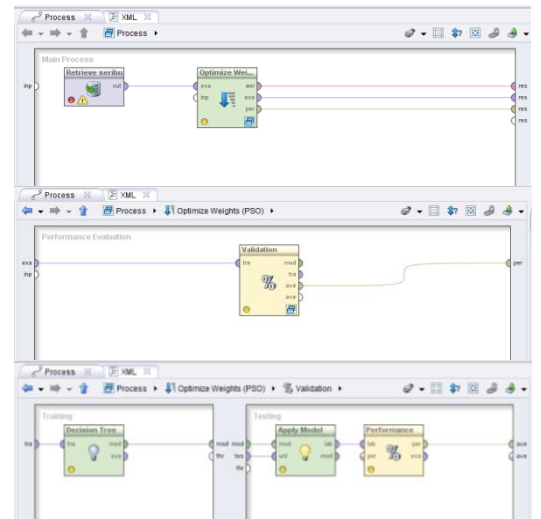 Process XML
Process
Main Process
Retrieve seribu
Optimize Wei...
inp
out
exa
wei
res
inp
exa
res
per
res
res
Process XML
Process Optimize Weights (PSO)
Performance Evaluation
Validation
exa
tra
mod
per
inp
tra
ave
ave
Process XML
Process Optimize Weights (PSO) Validation
Training
Testing
Decision Tree
Apply Model
Performance
tra
tra
mod
mod
mod
mod
lab
lab
per
ave
exa
thr
tes
unl
mod
per
exa
ave
thr